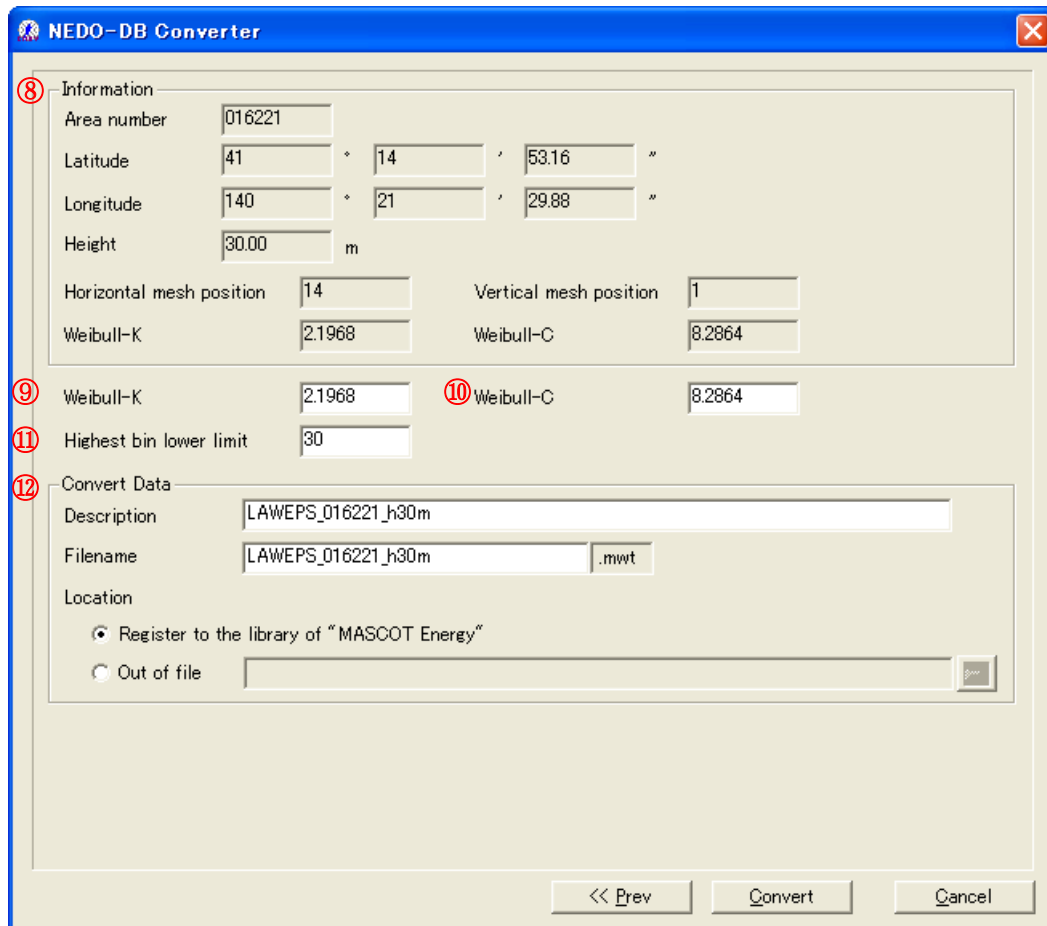 NEDO-DB Converter
⑧ Information
Area number 016221
Latitude 41 ° 14 ′ 53.16 ″
Longitude 140 ° 21 ′ 29.88 ″
Height 30.00 m
Horizontal mesh position 14 Vertical mesh position 1
Weibull-K 2.1968 Weibull-C 8.2864
⑨ Weibull-K 2.1968 ⑩ Weibull-C 8.2864
⑪ Highest bin lower limit 30
⑫ Convert Data
Description LAWEPS_016221_h30m
Filename LAWEPS_016221_h30m .mwt
Location
Register to the library of "MASCOT Energy"
Out of file
<< Prev Convert Cancel